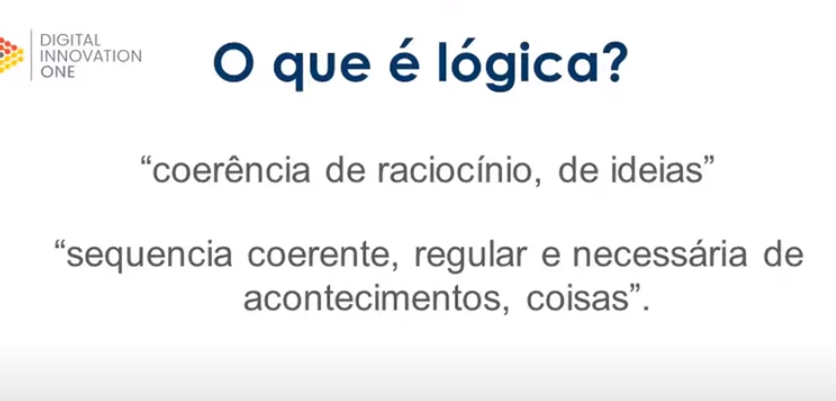 DIGITAL
INNOVATION
ONE
O que é lógica?
“coerência de raciocínio, de ideias”
“sequencia coerente, regular e necessária de
acontecimentos, coisas”.